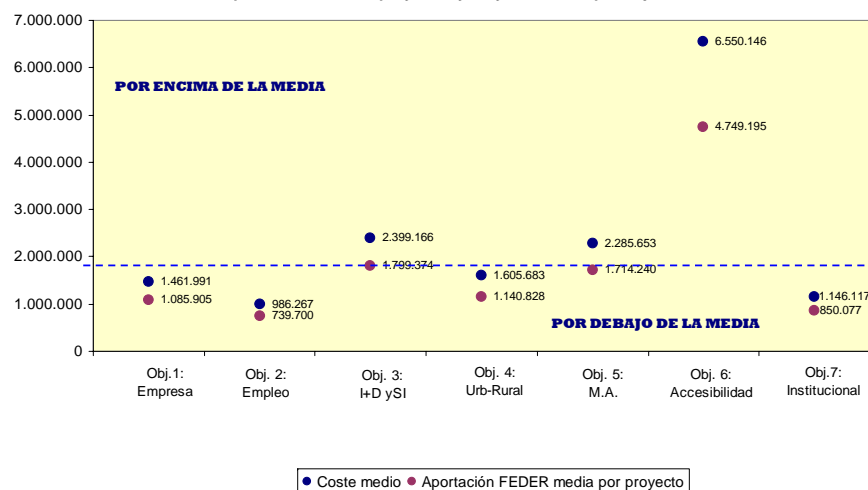 7.000.000
6.000.000
5.000.000
4.000.000
3.000.000
2.000.000
1.000.000
0
POR ENCIMA DE LA MEDIA
POR DEBAJO DE LA MEDIA
1.461.991
1.085.905
986.267
739.700
2.399.166
1.799.374
1.605.683
1.140.828
2.285.653
1.714.240
6.550.146
4.749.195
1.146.117
850.077
Obj.1:
Empresa
Obj. 2:
Empleo
Obj. 3:
I+D ySI
Obj. 4:
Urb-Rural
Obj. 5:
M.A.
Obj. 6:
Accesibilidad
Obj.7:
Institucional
Coste medio
Aportación FEDER media por proyecto